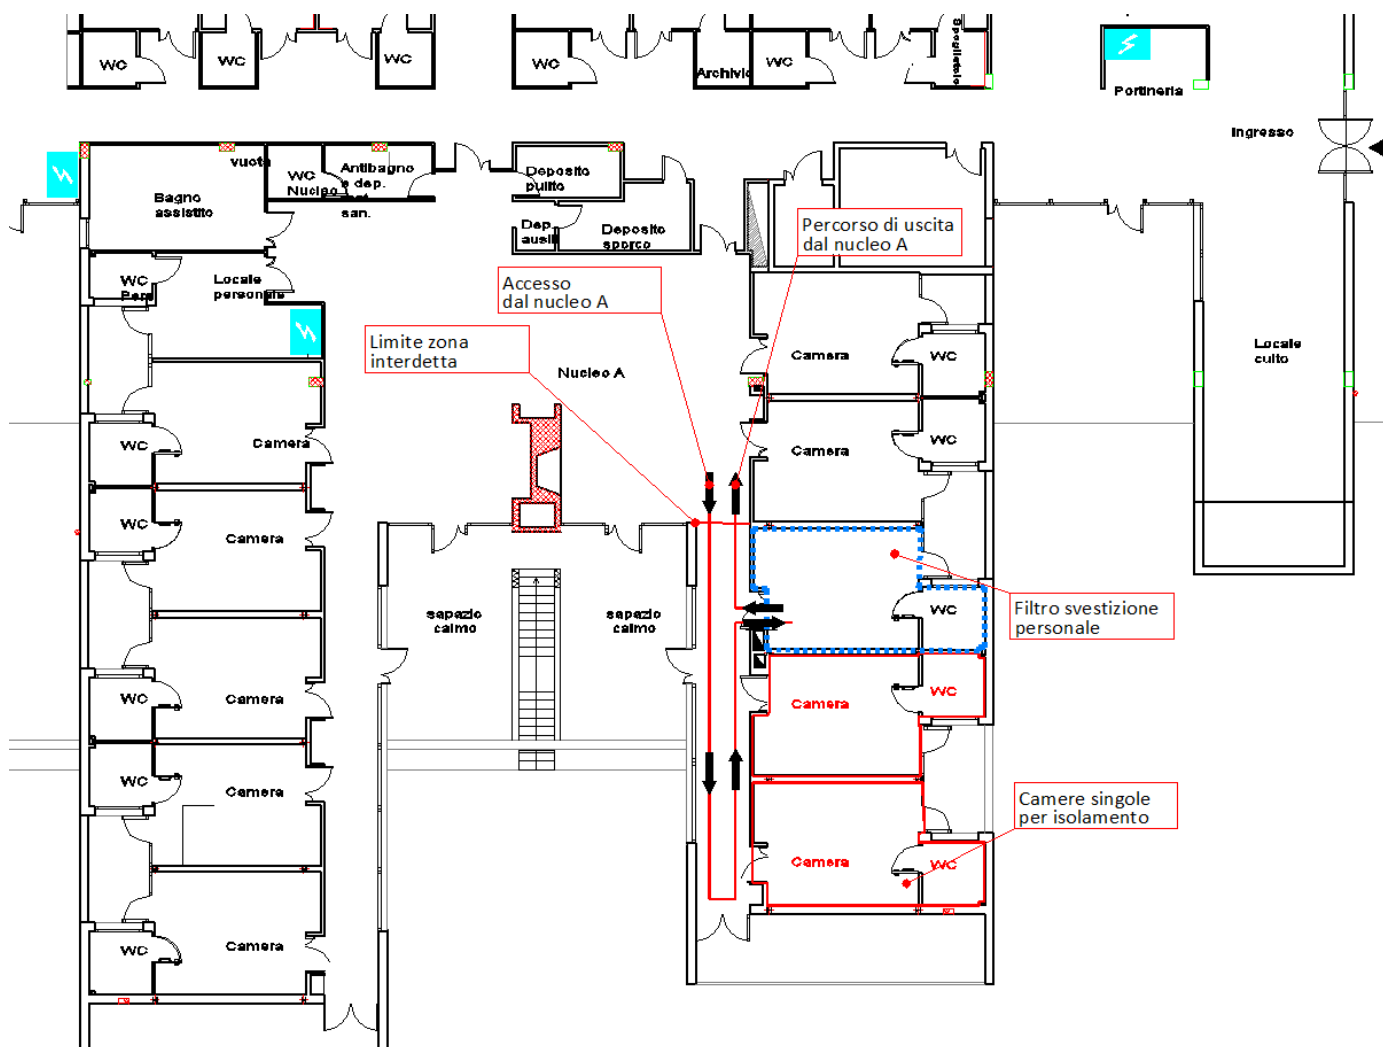 WC
WC
WC
WC
Archivio
WC
Spogliatoio
Portineria
Ingresso
vuota
WC
Nucleo
Antibagno
e dep.
san.
Deposito
pulito
Bagno
assistito
Dep.
ausili
Deposito
sporco
Percorso di uscita
dal nucleo A
Accesso
dal nucleo A
Limite zona
interdetta
WC
Pers
Locale
personale
Nucleo A
Camera
WC
Locale
culto
WC
Camera
Camera
WC
WC
Camera
sapazio
calmo
sapazio
calmo
WC
Filtro svestizione
personale
WC
Camera
Camera
WC
WC
Camera
Camere singole
per isolamento
Camera
WC
WC
Camera